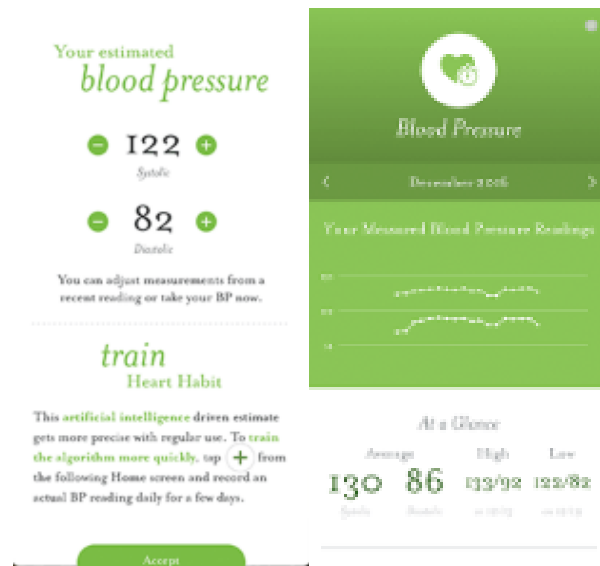 Your estimated
blood pressure
122
Systolic
82
Diastolic
You can adjust measurements from a
recent reading or take your BP now.
train
Heart Habit
This artificial intelligence driven estimate
gets more precise with regular use. To train
the algorithm more quickly, tap + from
the following Home screen and record an
actual BP reading daily for a few days.
Accept
Blood Pressure
December 2016
Your Measured Blood Pressure Readings
At a Glance
Average High Low
130 86 133/92 122/82
Systolic Diastolic